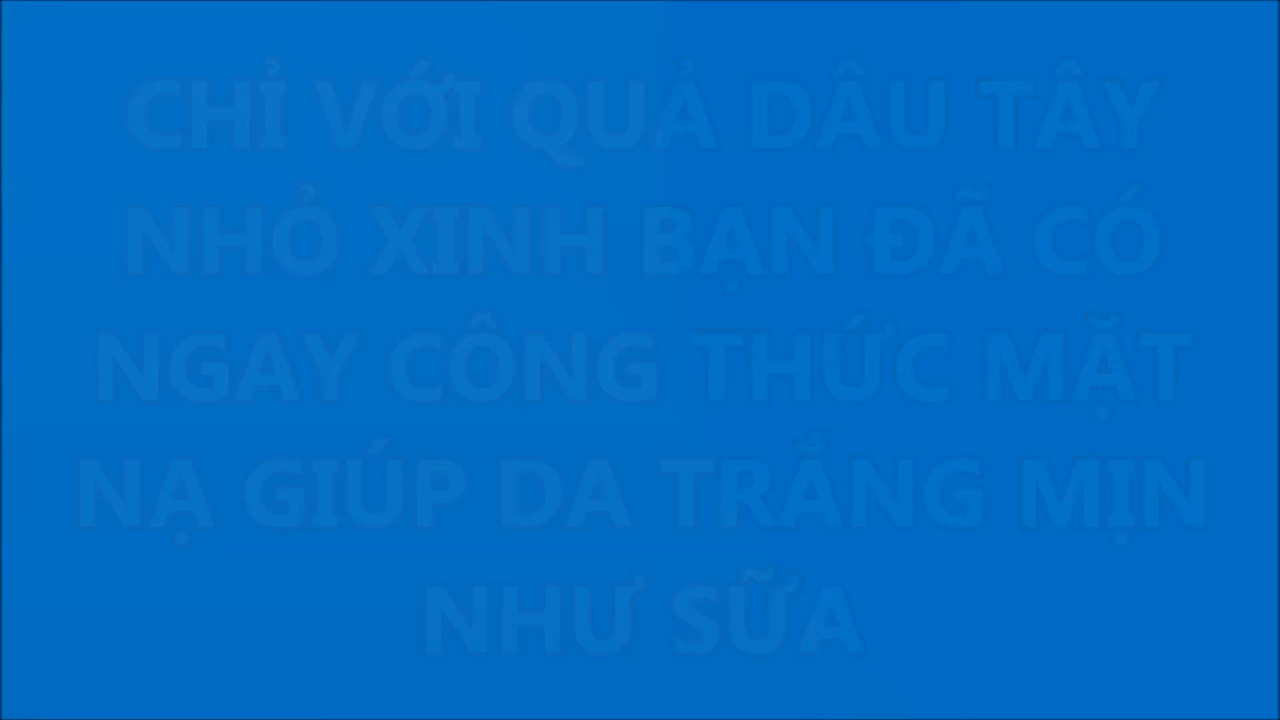 CHỈ VỚI QUẢ DÂU TÂY
NHỎ XINH BẠN ĐÃ CÓ
NGAY CÔNG THỨC MẶT
NẠ GIÚP DA TRẮNG MỊN
NHƯ SỮA